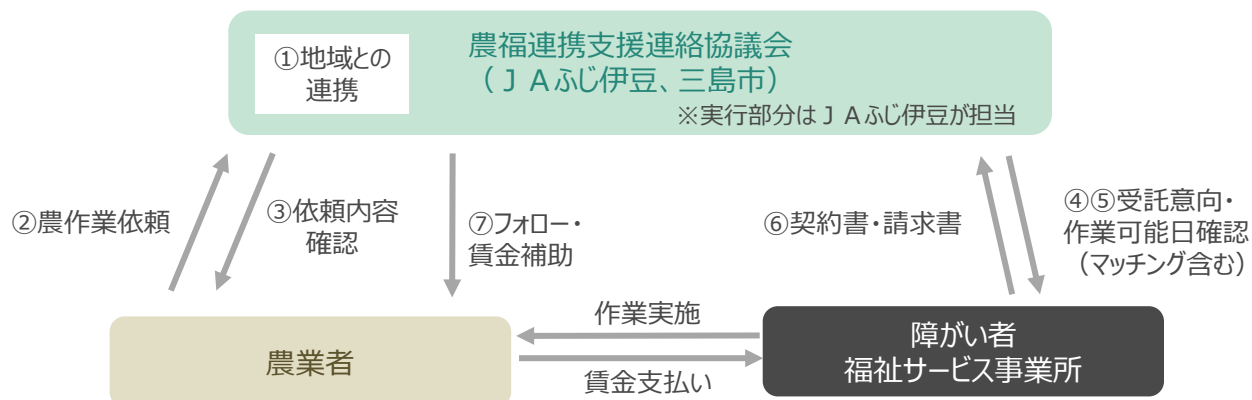 ①地域との
連携
農福連携支援連絡協議会
（ＪＡふじ伊豆、三島市）
※実行部分はＪＡふじ伊豆が担当
②農作業依頼
③依頼内容
確認
⑦フォロー・
賃金補助
⑥契約書・請求書
④⑤受託意向・
作業可能日確認
（マッチング含む）
農業者
作業実施
賃金支払い
障がい者
福祉サービス事業所